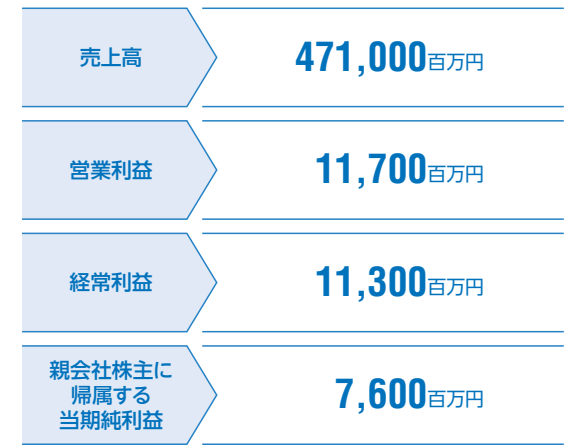 売上高
471,000百万円
営業利益
11,700百万円
経常利益
11,300百万円
親会社株主に
帰属する
当期純利益
7,600百万円